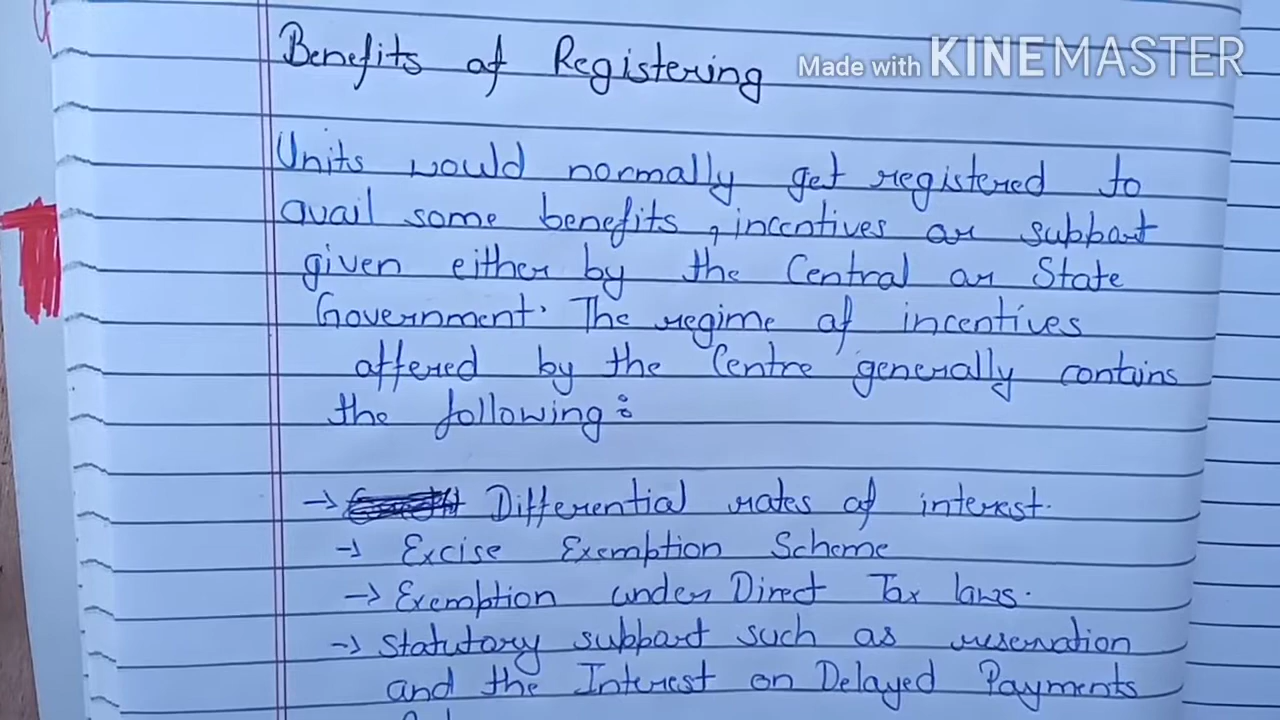 Benefits of Registering
Made with KINEMASTER
Units would normally get registered to
avail some benefits, incentives or support
given either by the Central or State
Government. The regime of incentives
offered by the Centre generally contains
the following:
→ Differential rates of interest.
→ Excise Exemption Scheme
→ Exemption under Direct Tax laws.
→ Statutory support such as reservation
and the Interest on Delayed Payments